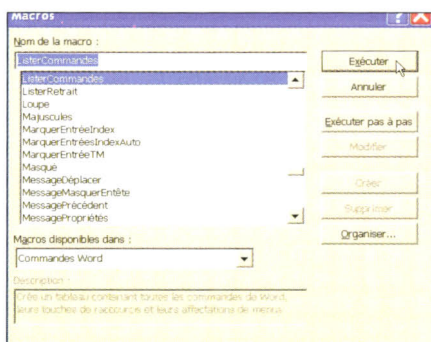 Macros
Nom de la macro :
ListerCommandes
ListerCommandes
ListerRetrait
Loupe
Majuscules
MarquerEntréeIndex
MarquerEntréesIndexAuto
MarquerEntréeTM
Masque
MessageDéplacer
MessageMasquerEntête
MessagePrécédent
MessagePropriétés
Macros disponibles dans :
Commandes Word
Description :
Crée un tableau contenant toutes les commandes de Word,
leurs touches de raccourcis et leurs affectations de menus
Exécuter
Annuler
Exécuter pas à pas
Modifier
Créer
Supprimer
Organiser...